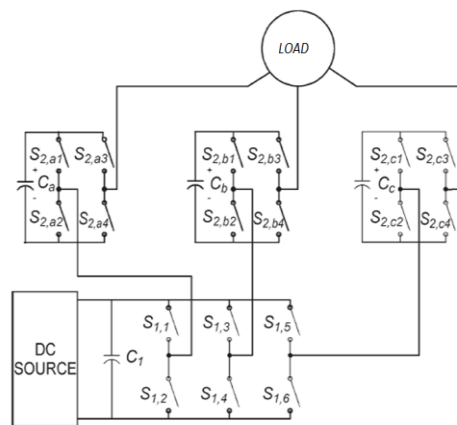 LOAD
S2,a1 S2,a3
S2,b1 S2,b3
S2,c1 S2,c3
+ Ca -
+ Cb -
+ Cc -
S2,a2 S2,a4
S2,b2 S2,b4
S2,c2 S2,c4
DC
SOURCE
C1
S1,1 S1,3 S1,5
S1,2 S1,4 S1,6